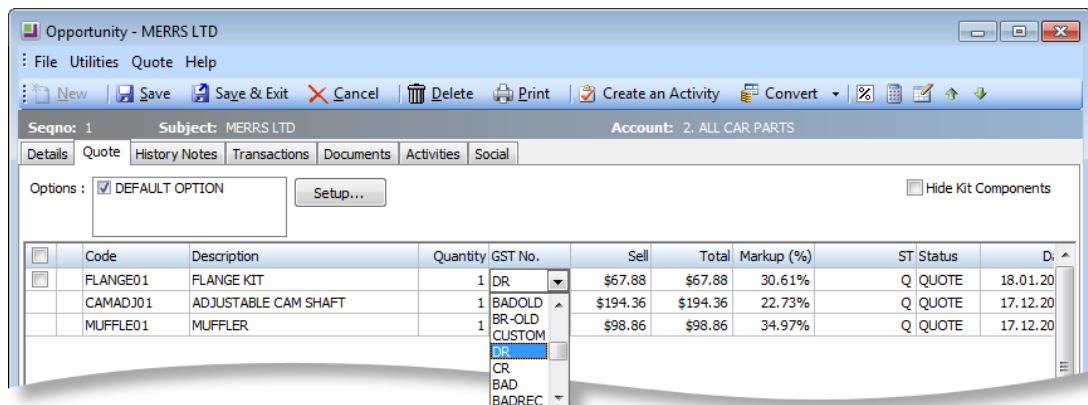 Opportunity - MERRS LTD
File Utilities Quote Help
New Save Save & Exit Cancel Delete Print Create an Activity Convert
Seqno: 1 Subject: MERRS LTD Account: 2. ALL CAR PARTS
Details Quote History Notes Transactions Documents Activities Social
Options : DEFAULT OPTION Setup... Hide Kit Components
Code Description Quantity GST No. Sell Total Markup (%) ST Status
FLANGE01 FLANGE KIT 1 DR $67.88 $67.88 30.61% Q QUOTE 18.01.20
CAMADJ01 ADJUSTABLE CAM SHAFT 1 BADOLD $194.36 $194.36 22.73% Q QUOTE 17.12.20
MUFFLE01 MUFFLER 1 BR-OLD $98.86 $98.86 34.97% Q QUOTE 17.12.20
CUSTOM
DR
CR
BAD
BADREC